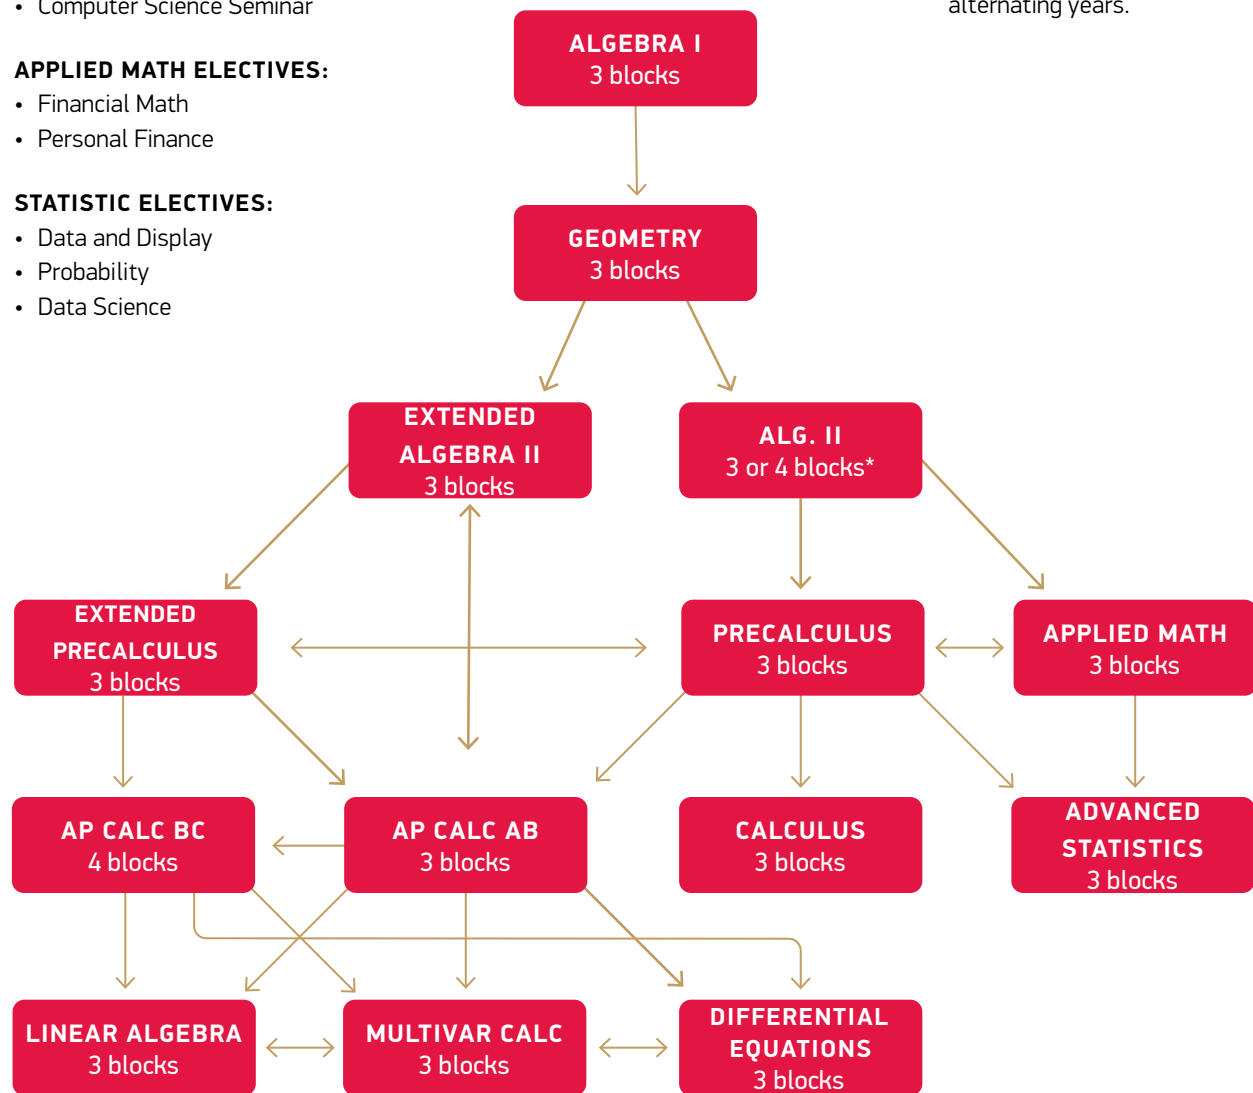 • Computer Science Seminar
alternating years.
APPLIED MATH ELECTIVES:
• Financial Math
• Personal Finance
STATISTIC ELECTIVES:
• Data and Display
• Probability
• Data Science
ALGEBRA I
3 blocks
GEOMETRY
3 blocks
EXTENDED
ALGEBRA II
3 blocks
ALG. II
3 or 4 blocks*
EXTENDED
PRECALCULUS
3 blocks
PRECALCULUS
3 blocks
APPLIED MATH
3 blocks
AP CALC BC
4 blocks
AP CALC AB
3 blocks
CALCULUS
3 blocks
ADVANCED
STATISTICS
3 blocks
LINEAR ALGEBRA
3 blocks
MULTIVAR CALC
3 blocks
DIFFERENTIAL
EQUATIONS
3 blocks